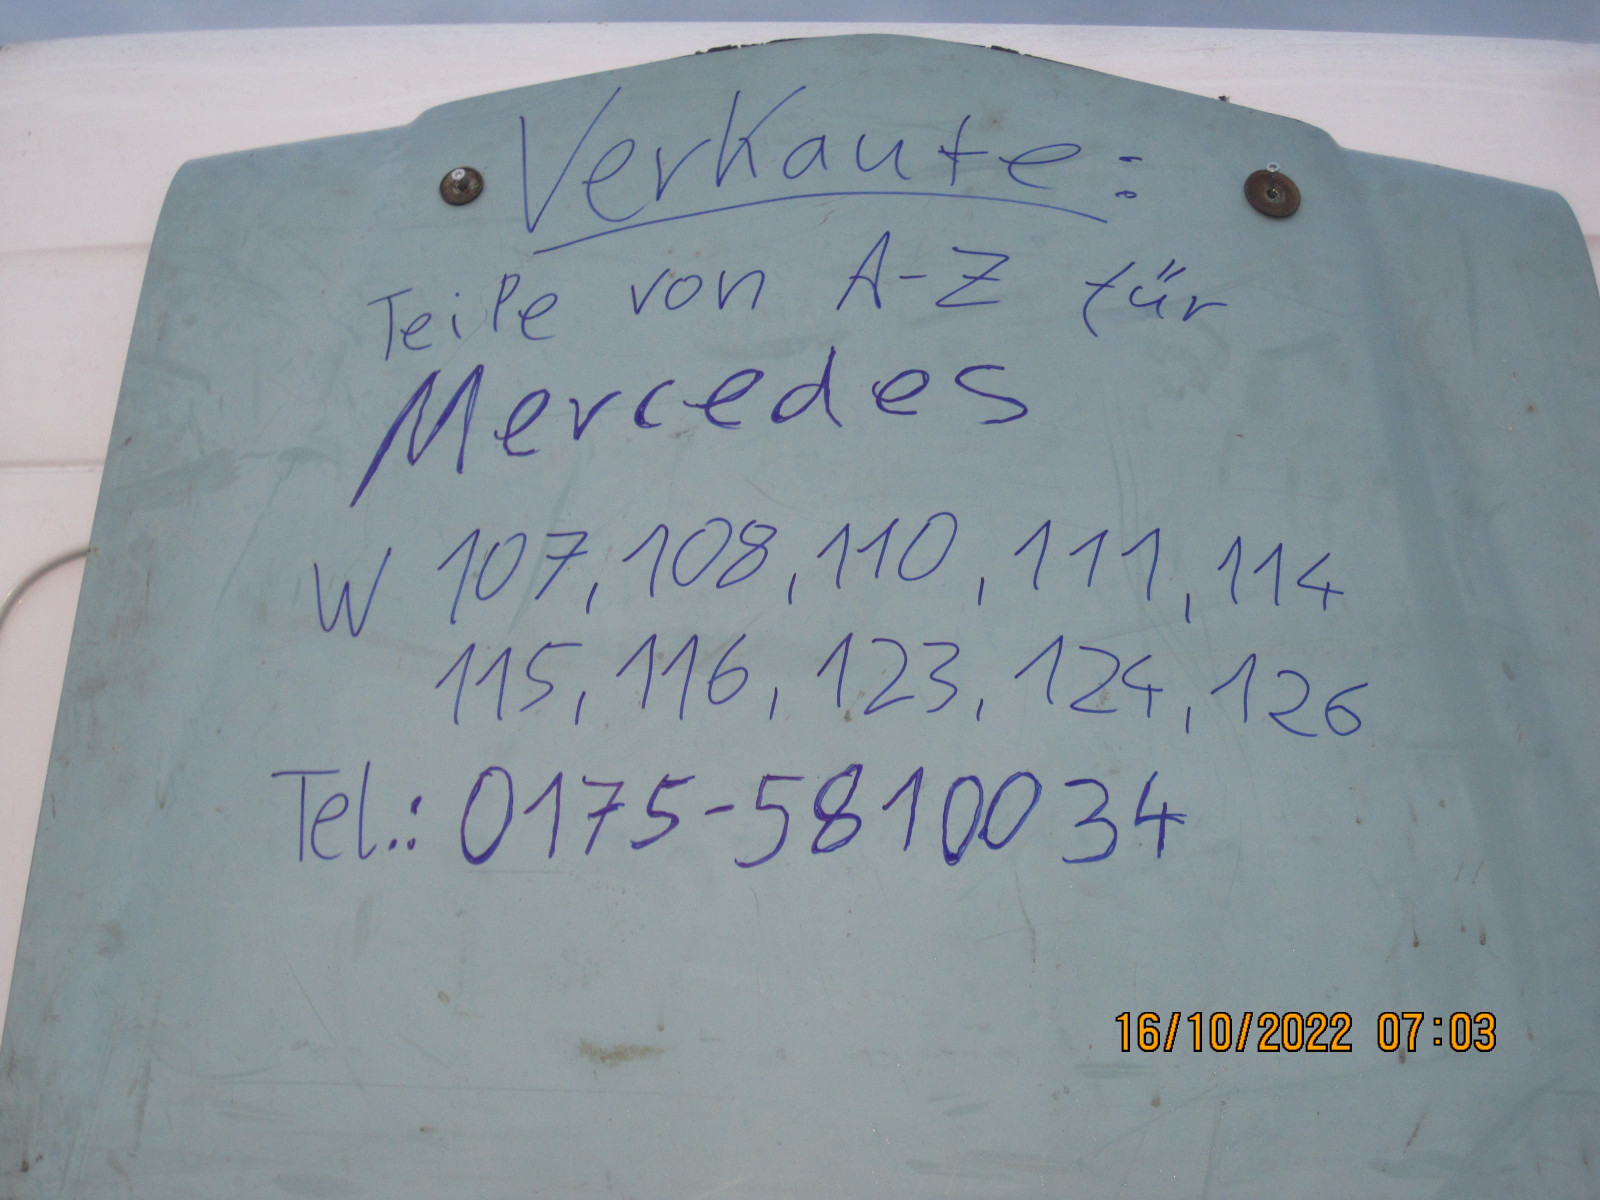 Verkaufe:
Teile von A-Z für
Mercedes
W 107, 108, 110, 111, 114
115, 116, 123, 124, 126
Tel.: 0175-5810034
16/10/2022 07:03